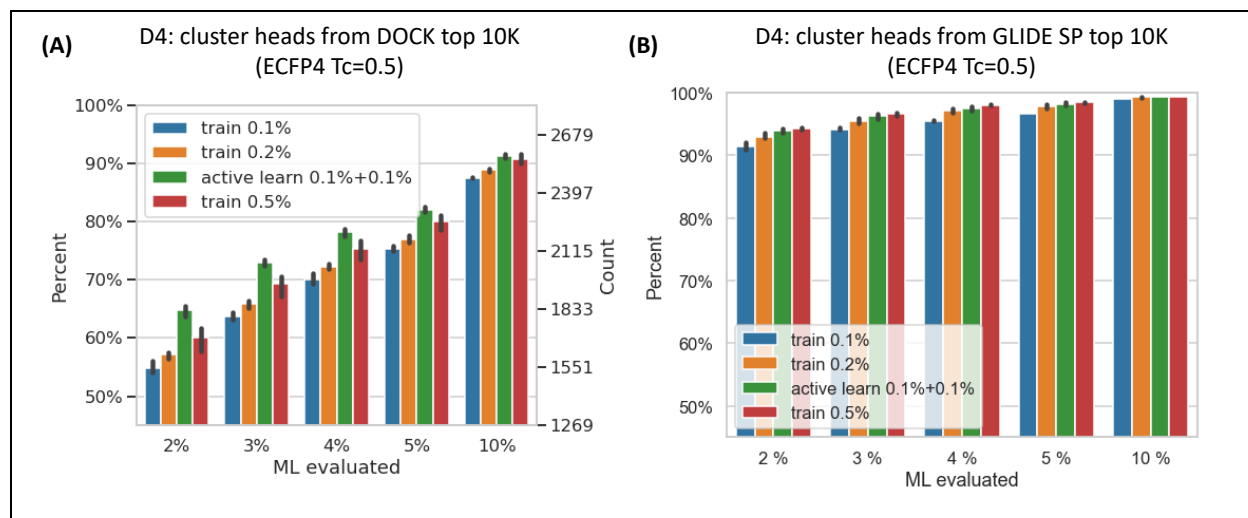 (A)
D4: cluster heads from DOCK top 10K
(ECFP4 Tc=0.5)
100%
90%
80%
70%
60%
50%
Percent
train 0.1%
train 0.2%
active learn 0.1%+0.1%
train 0.5%
2679
2397
2115
1833
1551
1269
Count
2%
3%
4%
5%
10%
ML evaluated
(B)
D4: cluster heads from GLIDE SP top 10K
(ECFP4 Tc=0.5)
100%
90%
80%
70%
60%
50%
Percent
train 0.1%
train 0.2%
active learn 0.1%+0.1%
train 0.5%
2 %
3 %
4 %
5 %
10 %
ML evaluated